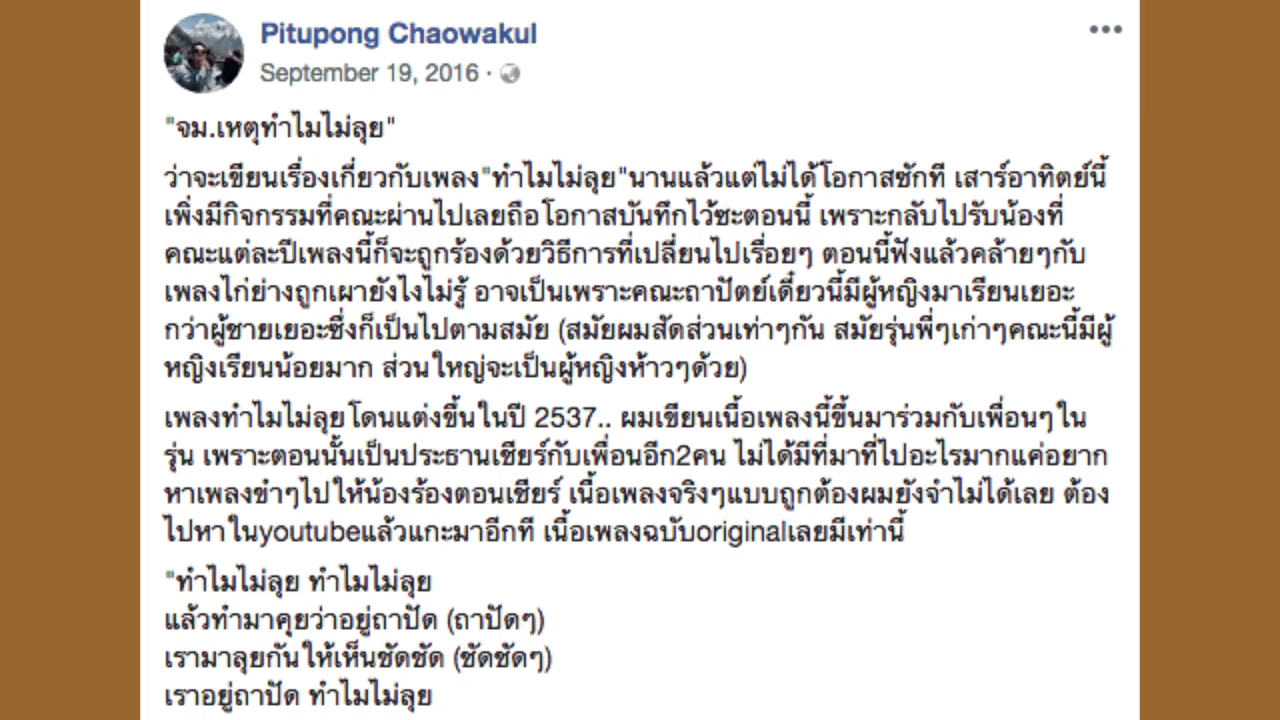 Pitupong Chaowakul
September 19, 2016 ·
"จม.เหตุทำไมไม่ลุย"
ว่าจะเขียนเรื่องเกี่ยวกับเพลง"ทำไมไม่ลุย"นานแล้วแต่ไม่ได้โอกาสซักที เสาร์อาทิตย์นี้
เพิ่งมีกิจกรรมที่คณะผ่านไปเลยถือโอกาสบันทึกไว้ซะตอนนี้ เพราะกลับไปรับน้องที่
คณะแต่ละปีเพลงนี้ก็จะถูกร้องด้วยวิธีการที่เปลี่ยนไปเรื่อยๆ ตอนนี้ฟังแล้วคล้ายๆกับ
เพลงไก่ย่างถูกเผายังไงไม่รู้ อาจเป็นเพราะคณะถาปัตย์เดี๋ยวนี้มีผู้หญิงมาเรียนเยอะ
กว่าผู้ชายเยอะซึ่งก็เป็นไปตามสมัย (สมัยผมสัดส่วนเท่าๆกัน สมัยรุ่นพี่ๆเก่าๆคณะนี้มีผู้
หญิงเรียนน้อยมาก ส่วนใหญ่จะเป็นผู้หญิงห้าวๆด้วย)
เพลงทำไมไม่ลุยโดนแต่งขึ้นในปี 2537.. ผมเขียนเนื้อเพลงนี้ขึ้นมาร่วมกับเพื่อนๆใน
รุ่น เพราะตอนนั้นเป็นประธานเชียร์กับเพื่อนอีก2คน ไม่ได้มีที่มาที่ไปอะไรมากแค่อยาก
หาเพลงขำๆไปให้น้องร้องตอนเชียร์ เนื้อเพลงจริงๆแบบถูกต้องผมยังจำไม่ได้เลย ต้อง
ไปหาในyoutubeแล้วแกะมาอีกที เนื้อเพลงฉบับoriginalเลยมีเท่านี้
"ทำไมไม่ลุย ทำไมไม่ลุย
แล้วทำมาคุยว่าอยู่ถาปัด (ถาปัดๆ)
เรามาลุยกันให้เห็นชัดชัด (ชัดชัดๆ)
เราอยู่ถาปัด ทำไมไม่ลุย